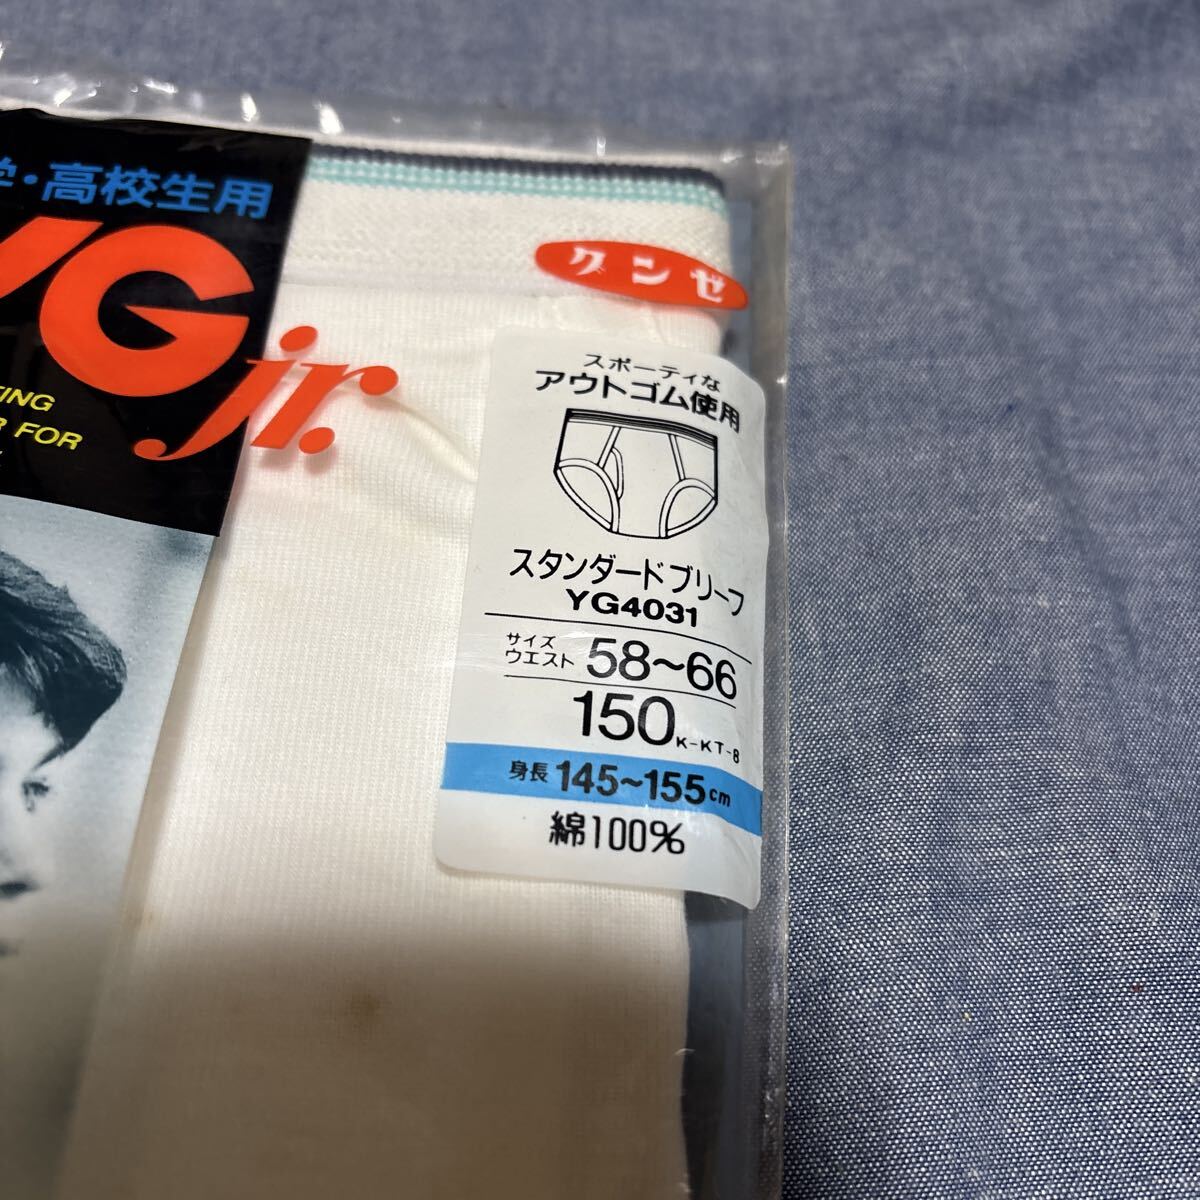 学・高校生用
YG
jr.
FOR
クンゼ
スポーティな
アウトゴム使用
スタンダードブリーフ
YG4031
サイズ
ウエスト 58~66
150 K-KT-8
身長 145~155cm
綿100%